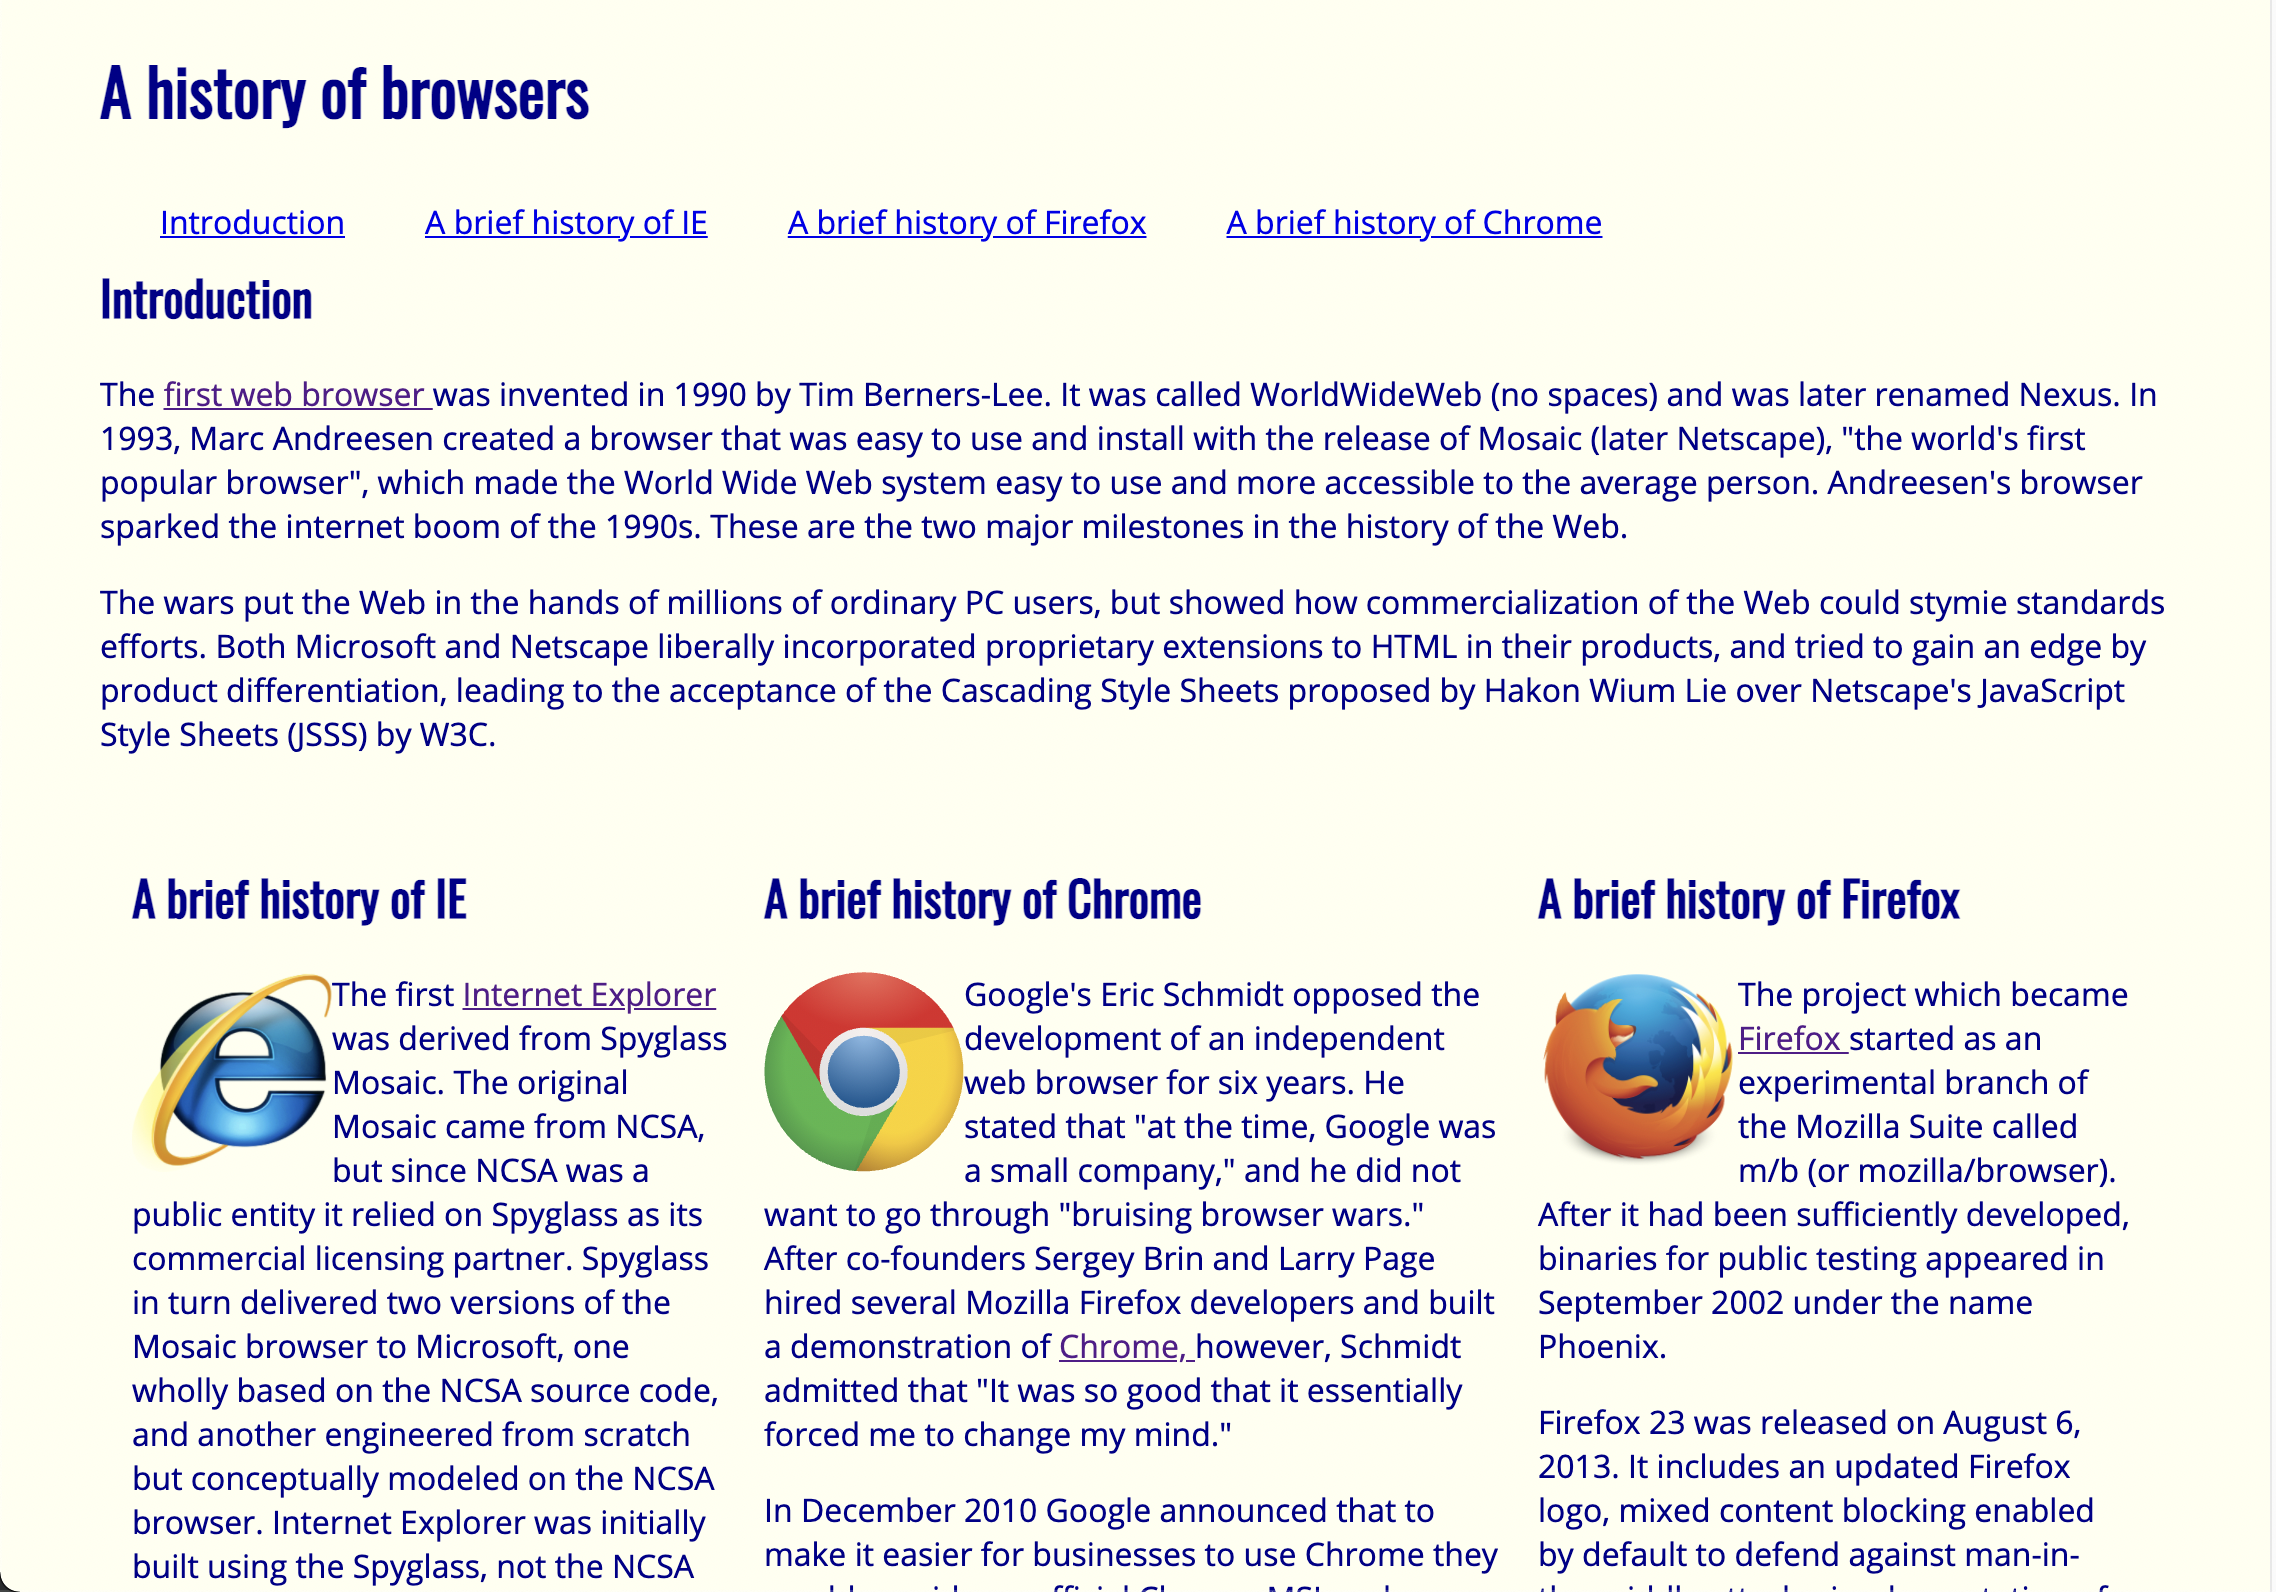 A history of browsers
Introduction
A brief history of IE
A brief history of Firefox
A brief history of Chrome
Introduction
The first web browser was invented in 1990 by Tim Berners-Lee. It was called WorldWideWeb (no spaces) and was later renamed Nexus. In
1993, Marc Andreesen created a browser that was easy to use and install with the release of Mosaic (later Netscape), "the world's first
popular browser", which made the World Wide Web system easy to use and more accessible to the average person. Andreesen's browser
sparked the internet boom of the 1990s. These are the two major milestones in the history of the Web.
The wars put the Web in the hands of millions of ordinary PC users, but showed how commercialization of the Web could stymie standards
efforts. Both Microsoft and Netscape liberally incorporated proprietary extensions to HTML in their products, and tried to gain an edge by
product differentiation, leading to the acceptance of the Cascading Style Sheets proposed by Hakon Wium Lie over Netscape's JavaScript
Style Sheets (JSSS) by W3C.
A brief history of IE
The first Internet Explorer
was derived from Spyglass
Mosaic. The original
Mosaic came from NCSA,
but since NCSA was a
public entity it relied on Spyglass as its
commercial licensing partner. Spyglass
in turn delivered two versions of the
Mosaic browser to Microsoft, one
wholly based on the NCSA source code,
and another engineered from scratch
but conceptually modeled on the NCSA
browser. Internet Explorer was initially
built using the Spyglass, not the NCSA
A brief history of Chrome
Google's Eric Schmidt opposed the
development of an independent
web browser for six years. He
stated that "at the time, Google was
a small company," and he did not
want to go through "bruising browser wars."
After co-founders Sergey Brin and Larry Page
hired several Mozilla Firefox developers and built
a demonstration of Chrome, however, Schmidt
admitted that "It was so good that it essentially
forced me to change my mind."
In December 2010 Google announced that to
make it easier for businesses to use Chrome they
A brief history of Firefox
The project which became
Firefox started as an
experimental branch of
the Mozilla Suite called
m/b (or mozilla/browser).
After it had been sufficiently developed,
binaries for public testing appeared in
September 2002 under the name
Phoenix.
Firefox 23 was released on August 6,
2013. It includes an updated Firefox
logo, mixed content blocking enabled
by default to defend against man-in-